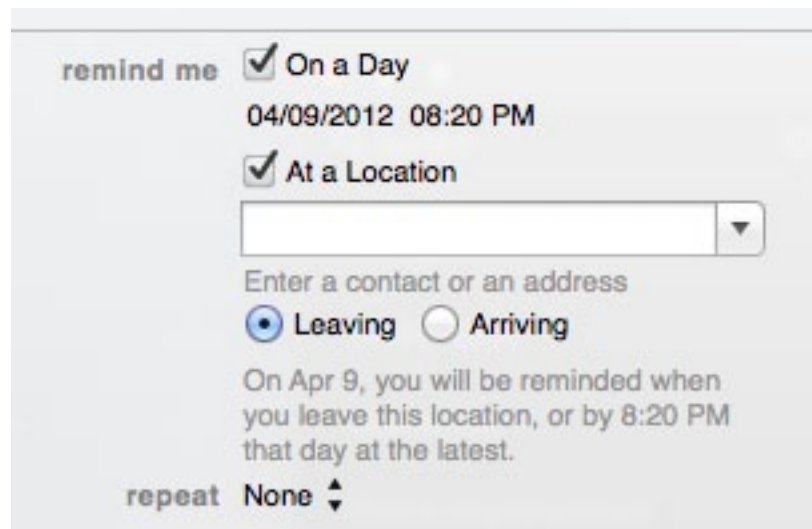 remind me On a Day
04/09/2012 08:20 PM
At a Location
Enter a contact or an address
Leaving Arriving
On Apr 9, you will be reminded when
you leave this location, or by 8:20 PM
that day at the latest.
repeat None